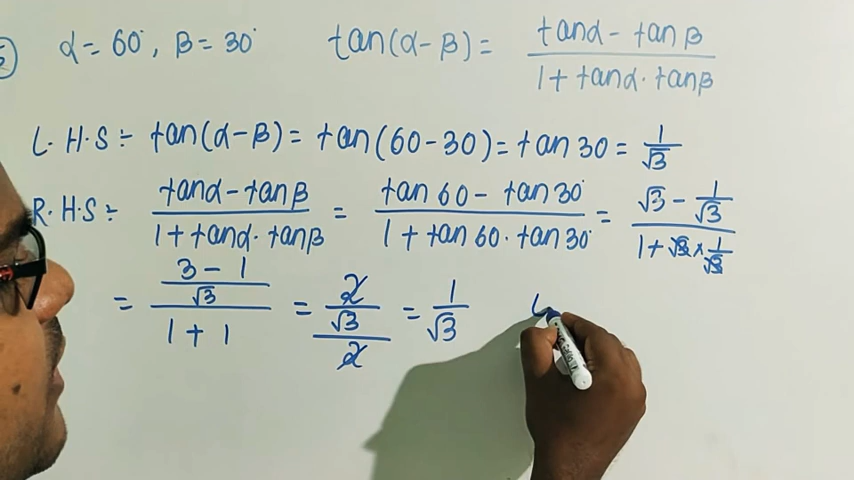 5) α = 60°, β = 30° tan(α - β) = (tanα - tanβ) / (1 + tanα · tanβ)
L·H·S ÷ tan(α - β) = tan(60 - 30) = tan 30 = 1/√3
R·H·S ÷ (tanα - tanβ) / (1 + tanα · tanβ) = (tan 60 - tan 30°) / (1 + tan 60 · tan 30°) = (√3 - 1/√3) / (1 + √3 × 1/√3)
= ((3 - 1)/√3) / (1 + 1) = (2/√3) / 2 = 1/√3 L